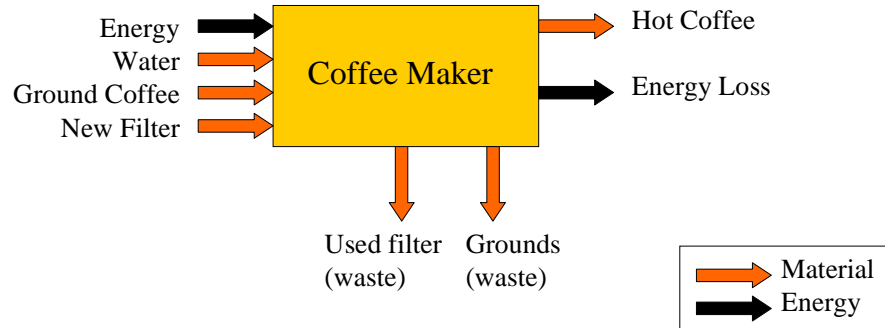 Energy
Water
Ground Coffee
New Filter
Coffee Maker
Hot Coffee
Energy Loss
Used filter
(waste)
Grounds
(waste)
Material
Energy